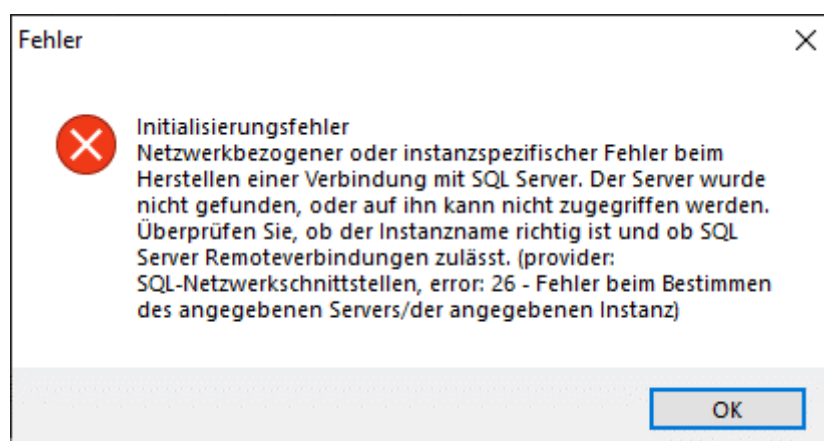 Fehler
Initialisierungsfehler
Netzwerkbezogener oder instanzspezifischer Fehler beim
Herstellen einer Verbindung mit SQL Server. Der Server wurde
nicht gefunden, oder auf ihn kann nicht zugegriffen werden.
Überprüfen Sie, ob der Instanzname richtig ist und ob SQL
Server Remoteverbindungen zulässt. (provider:
SQL-Netzwerkschnittstellen, error: 26 - Fehler beim Bestimmen
des angegebenen Servers/der angegebenen Instanz)
OK